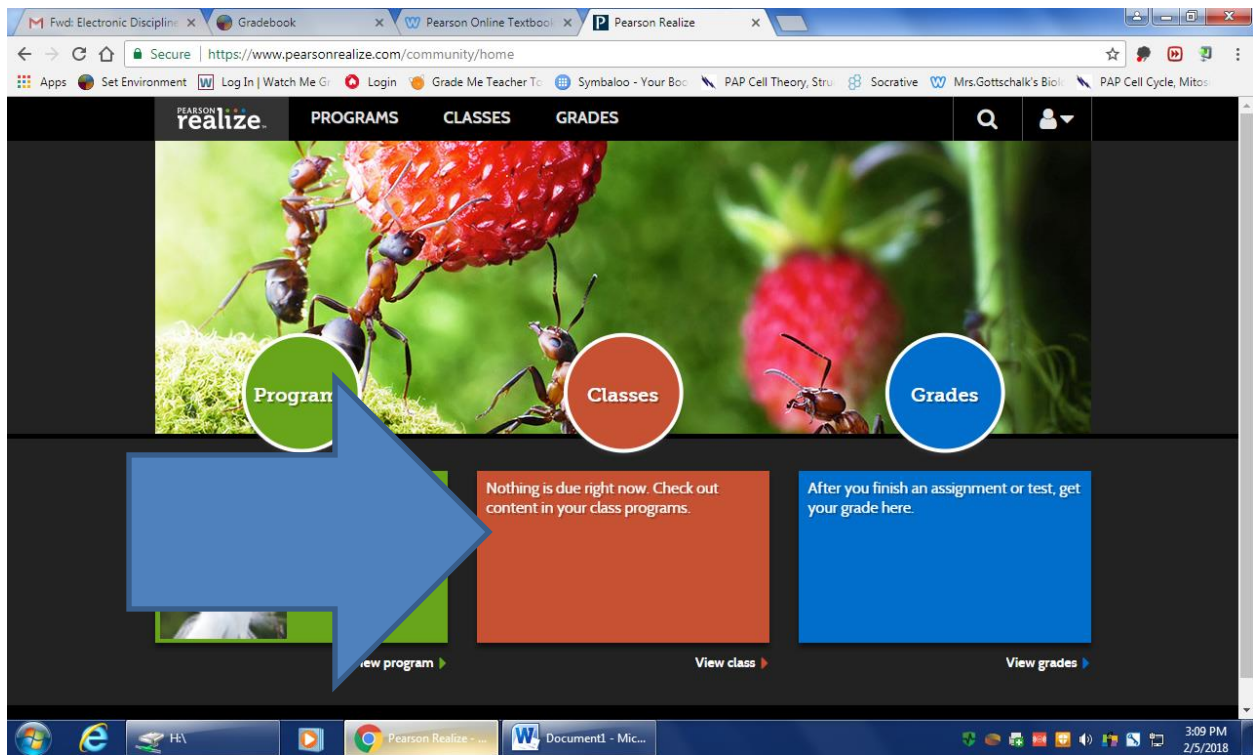 Fwd: Electronic Discipline
Gradebook
Pearson Online Textboo
Pearson Realize
Secure
https://www.pearsonrealize.com/community/home
Apps
Set Environment
Log In | Watch Me Gr
Login
Grade Me Teacher To
Symbaloo - Your Boo
PAP Cell Theory, Stru
Socrative
Mrs.Gottschalk's Biolo
PAP Cell Cycle, Mitos
PEARSON
realize™
PROGRAMS
CLASSES
GRADES
Program
Classes
Grades
Nothing is due right now. Check out
content in your class programs.
After you finish an assignment or test, get
your grade here.
iew program
View class
View grades
H:\
Pearson Realize - ...
Document1 - Mic...
3:09 PM
2/5/2018